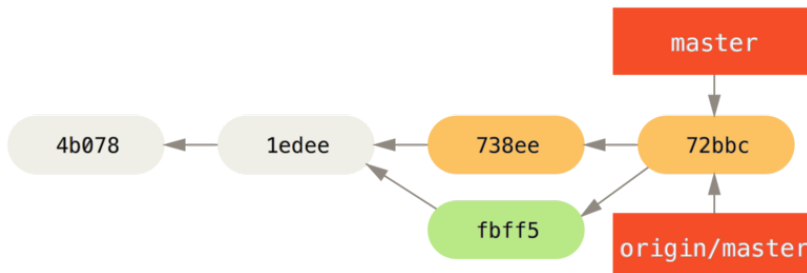 master
4b078
1edee
738ee
72bbc
fbff5
origin/master